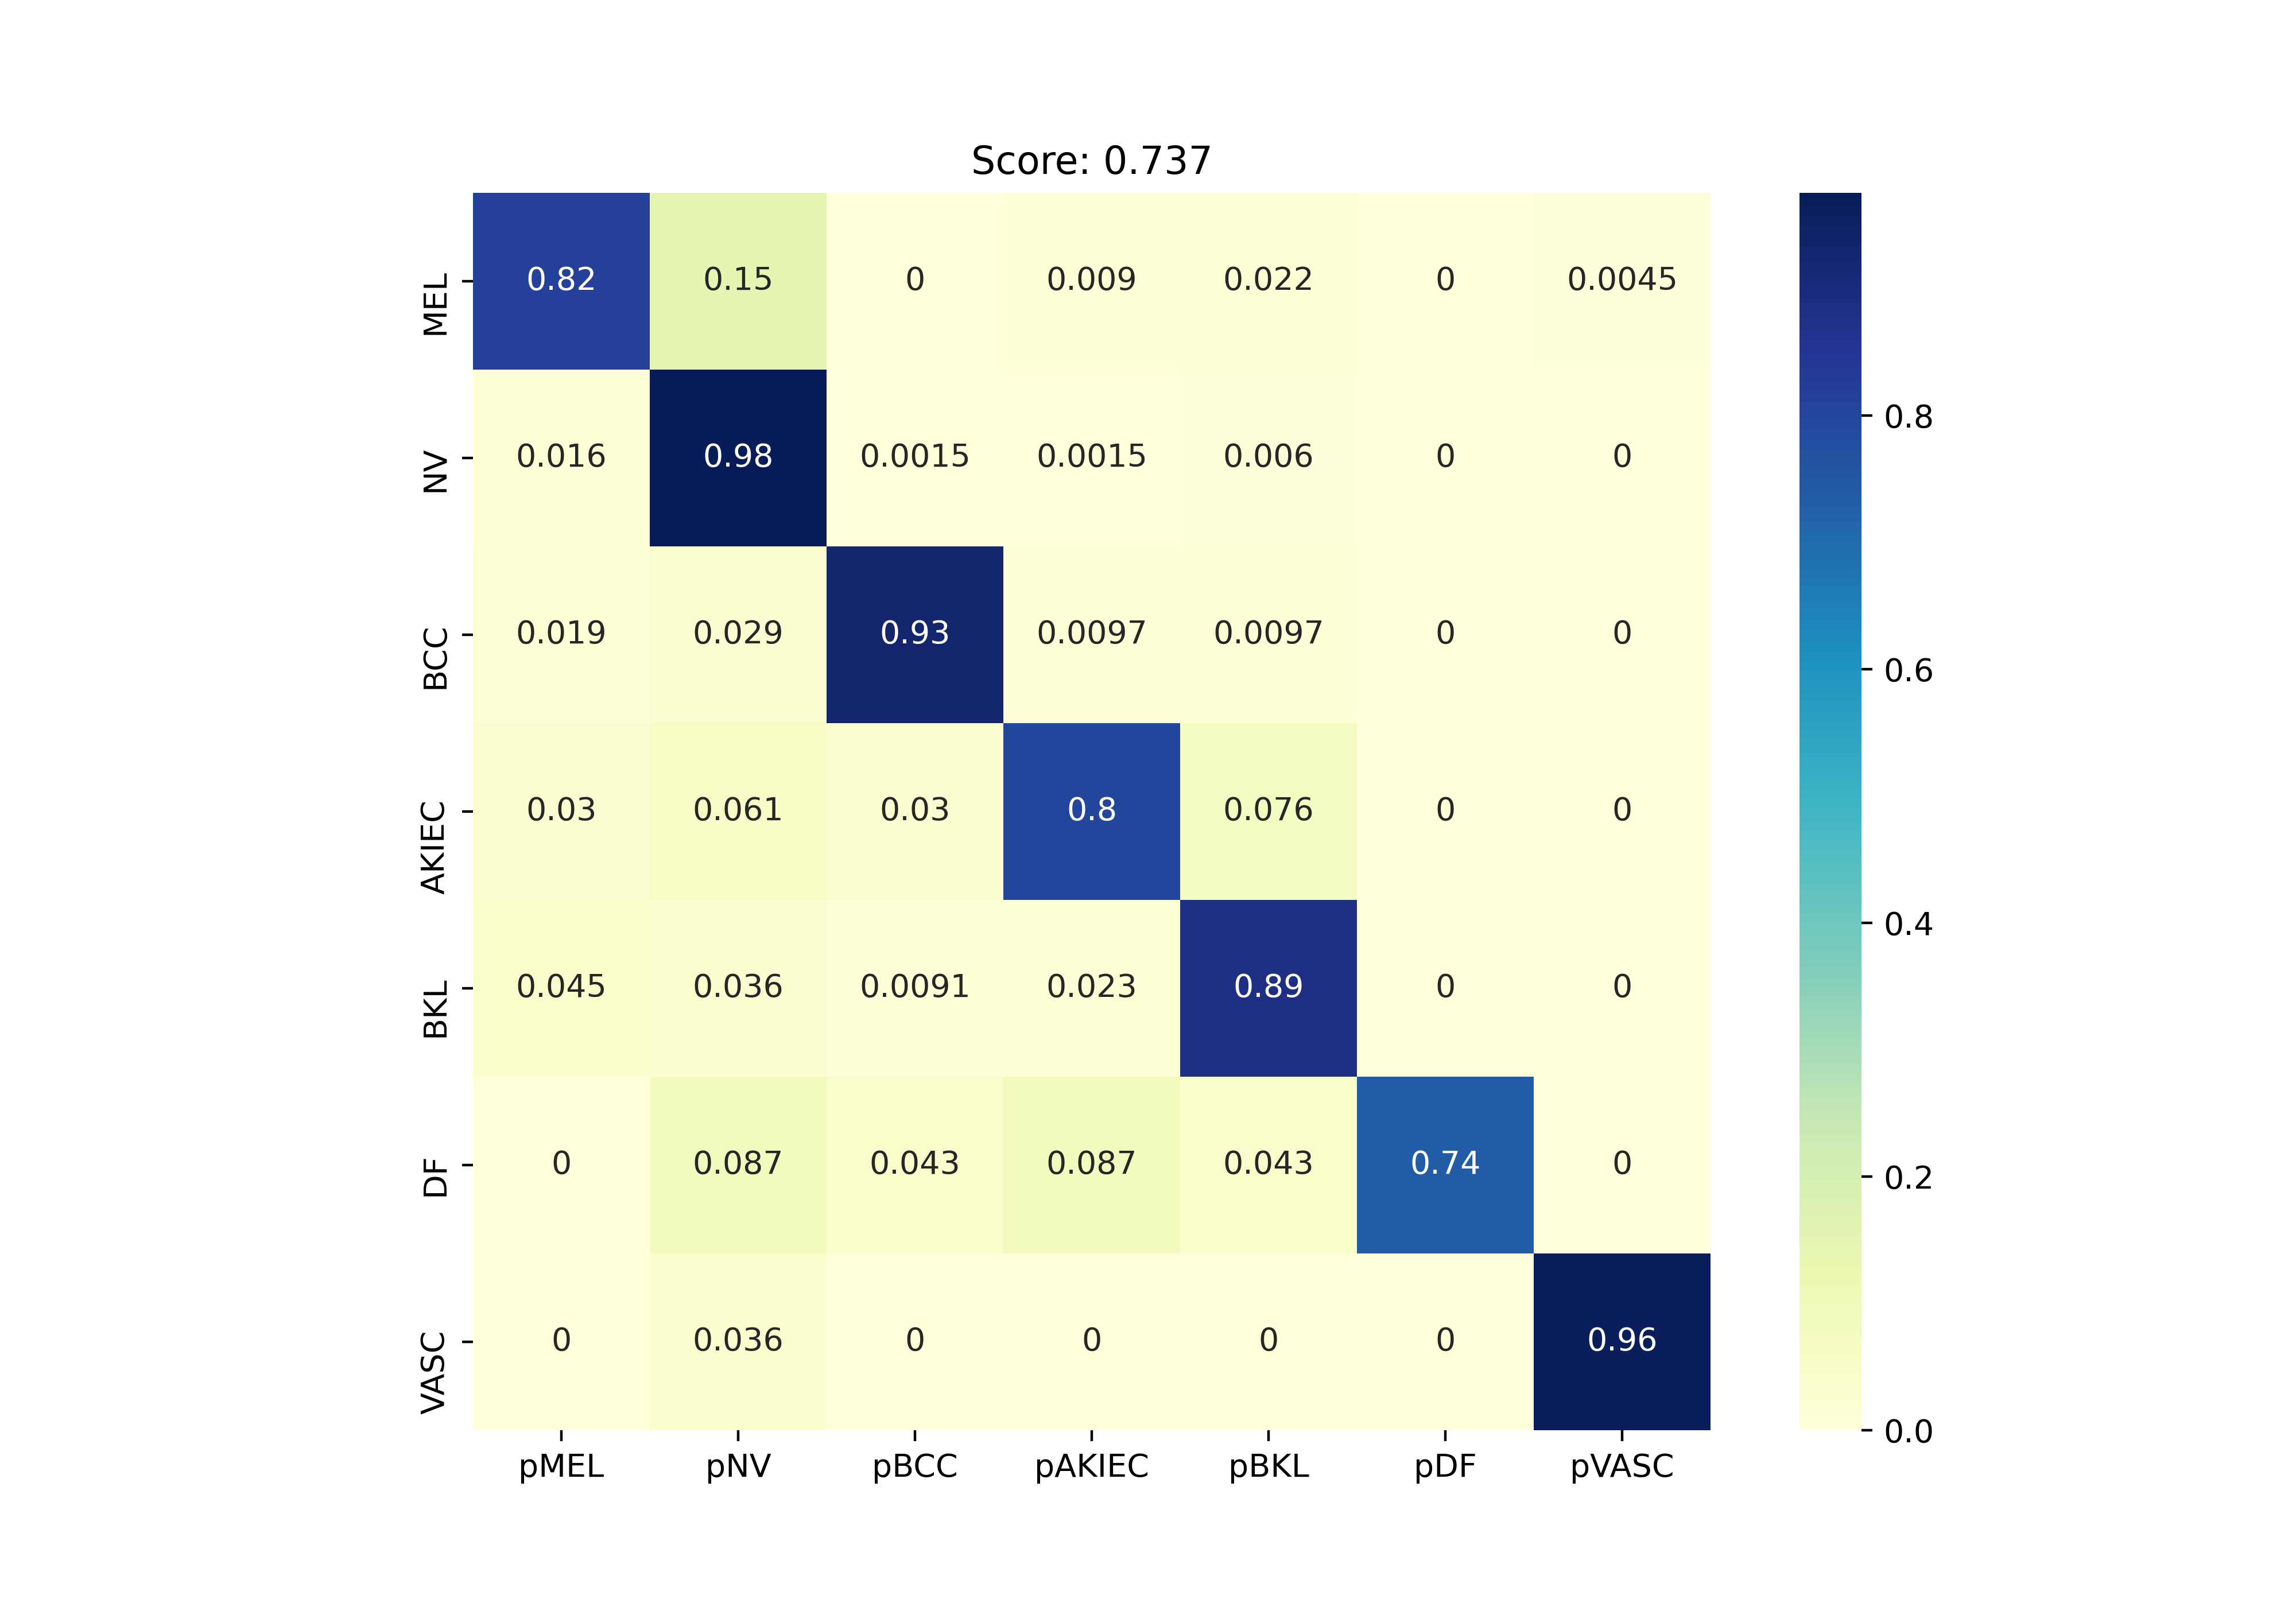 Score: 0.737
MEL 0.82 0.15 0 0.009 0.022 0 0.0045
NV 0.016 0.98 0.0015 0.0015 0.006 0 0
BCC 0.019 0.029 0.93 0.0097 0.0097 0 0
AKIEC 0.03 0.061 0.03 0.8 0.076 0 0
BKL 0.045 0.036 0.0091 0.023 0.89 0 0
DF 0 0.087 0.043 0.087 0.043 0.74 0
VASC 0 0.036 0 0 0 0 0.96
pMEL pNV pBCC pAKIEC pBKL pDF pVASC
0.8
0.6
0.4
0.2
0.0